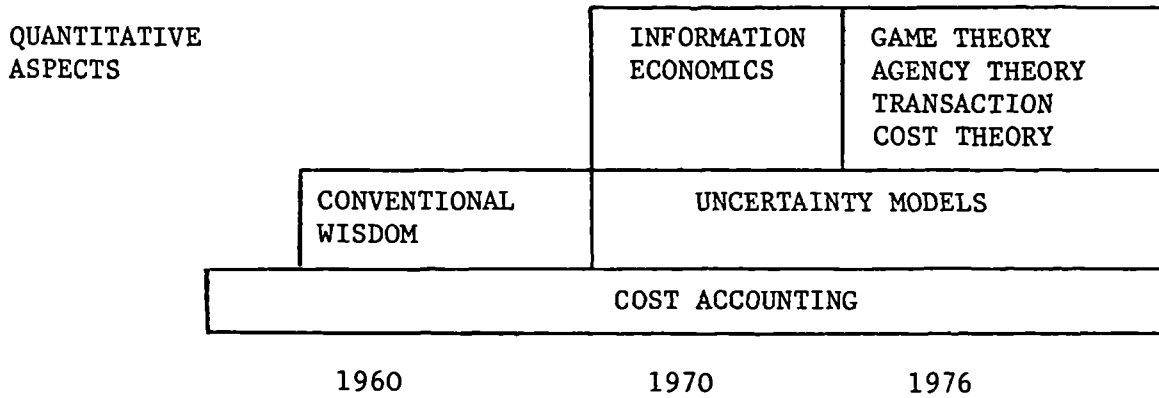 QUANTITATIVE
ASPECTS
INFORMATION
ECONOMICS
GAME THEORY
AGENCY THEORY
TRANSACTION
COST THEORY
CONVENTIONAL
WISDOM
UNCERTAINTY MODELS
COST ACCOUNTING
1960
1970
1976